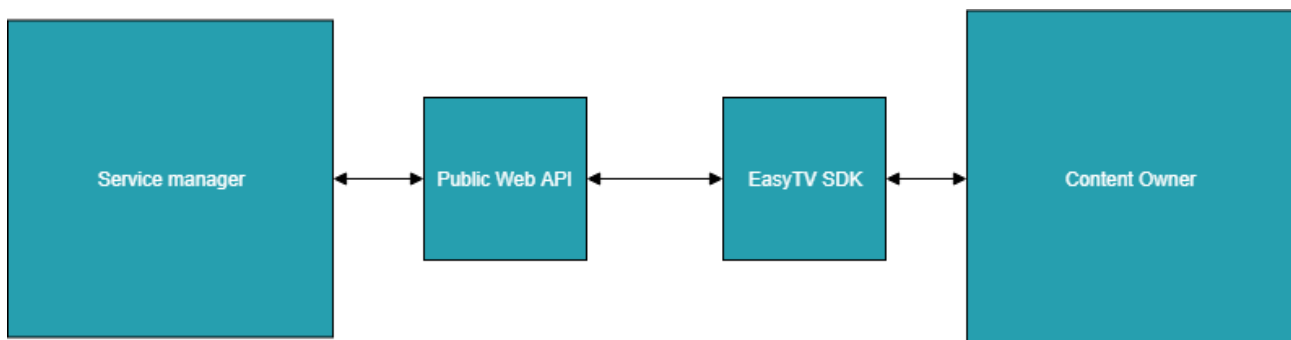 Service manager
Public Web API
EasyTV SDK
Content Owner